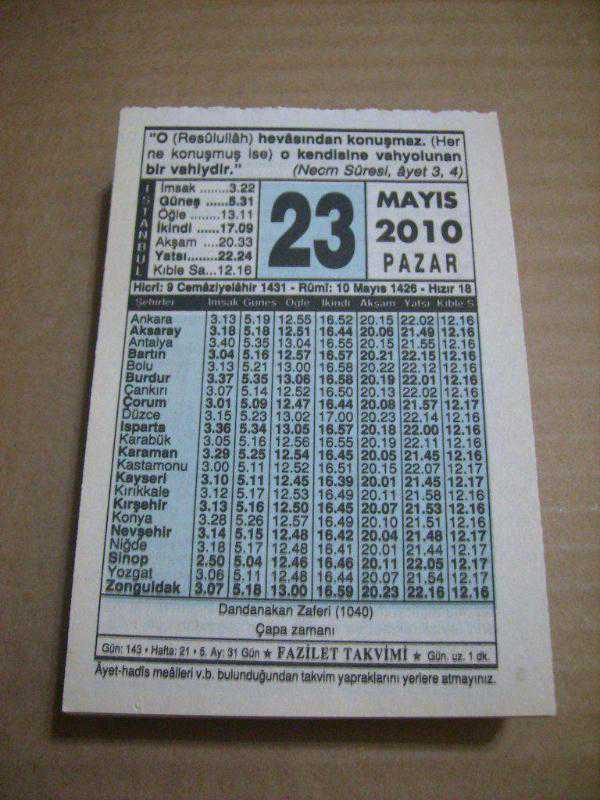 "O (Resûlullâh) hevâsından konuşmaz. (Her
ne konuşmuş ise) o kendisine vahyolunan
bir vahiydir." (Necm Sûresi, âyet 3, 4)
İSTANBUL
İmsak .......3.22
Güneş ......5.31
Öğle ........13.11
İkindi ......17.09
Akşam ....20.33
Yatsı........22.24
Kıble Sa...12.16
23
MAYIS
2010
PAZAR
Hicrî: 9 Cemâziyelâhir 1431 - Rûmî: 10 Mayıs 1426 - Hızır 18
Şehirler İmsak Güneş Öğle İkindi Akşam Yatsı Kıble S.
Ankara 3.13 5.19 12.55 16.52 20.15 22.02 12.16
Aksaray 3.18 5.18 12.51 16.44 20.06 21.49 12.16
Antalya 3.40 5.35 13.04 16.55 20.15 21.55 12.16
Bartın 3.04 5.16 12.57 16.57 20.21 22.15 12.16
Bolu 3.13 5.21 13.00 16.58 20.22 22.12 12.16
Burdur 3.37 5.35 13.06 16.58 20.19 22.01 12.16
Çankırı 3.07 5.14 12.52 16.50 20.13 22.02 12.16
Çorum 3.01 5.09 12.47 16.44 20.08 21.57 12.17
Düzce 3.15 5.23 13.02 17.00 20.23 22.14 12.16
Isparta 3.36 5.34 13.05 16.57 20.18 22.00 12.16
Karabük 3.05 5.16 12.56 16.55 20.19 22.11 12.16
Karaman 3.29 5.25 12.54 16.45 20.05 21.45 12.16
Kastamonu 3.00 5.11 12.52 16.51 20.15 22.07 12.17
Kayseri 3.10 5.11 12.45 16.39 20.01 21.45 12.17
Kırıkkale 3.12 5.17 12.53 16.49 20.11 21.58 12.16
Kırşehir 3.13 5.16 12.50 16.45 20.07 21.53 12.16
Konya 3.28 5.26 12.57 16.49 20.10 21.51 12.16
Nevşehir 3.14 5.15 12.48 16.42 20.04 21.48 12.17
Niğde 3.18 5.17 12.48 16.41 20.01 21.44 12.17
Sinop 2.50 5.04 12.46 16.46 20.11 22.05 12.17
Yozgat 3.06 5.11 12.48 16.44 20.07 21.54 12.17
Zonguldak 3.07 5.18 13.00 16.59 20.23 22.16 12.16
Dandanakan Zaferi (1040)
Çapa zamanı
Gün: 143 • Hafta: 21 • 5. Ay: 31 Gün ★ FAZİLET TAKVİMİ ★ Gün. uz. 1 dk.
Âyet-hadîs meâlleri v.b. bulunduğundan takvim yapraklarını yerlere atmayınız.